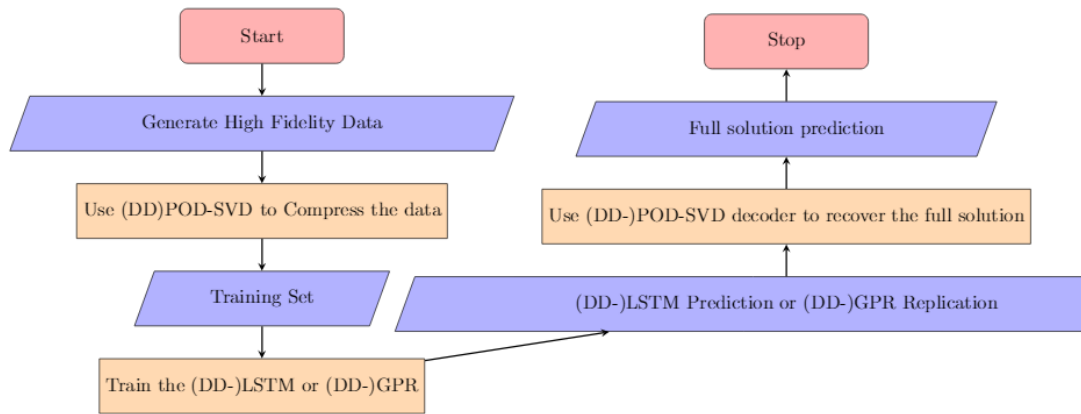 Start
Generate High Fidelity Data
Use (DD)POD-SVD to Compress the data
Training Set
Train the (DD-)LSTM or (DD-)GPR
(DD-)LSTM Prediction or (DD-)GPR Replication
Use (DD-)POD-SVD decoder to recover the full solution
Full solution prediction
Stop